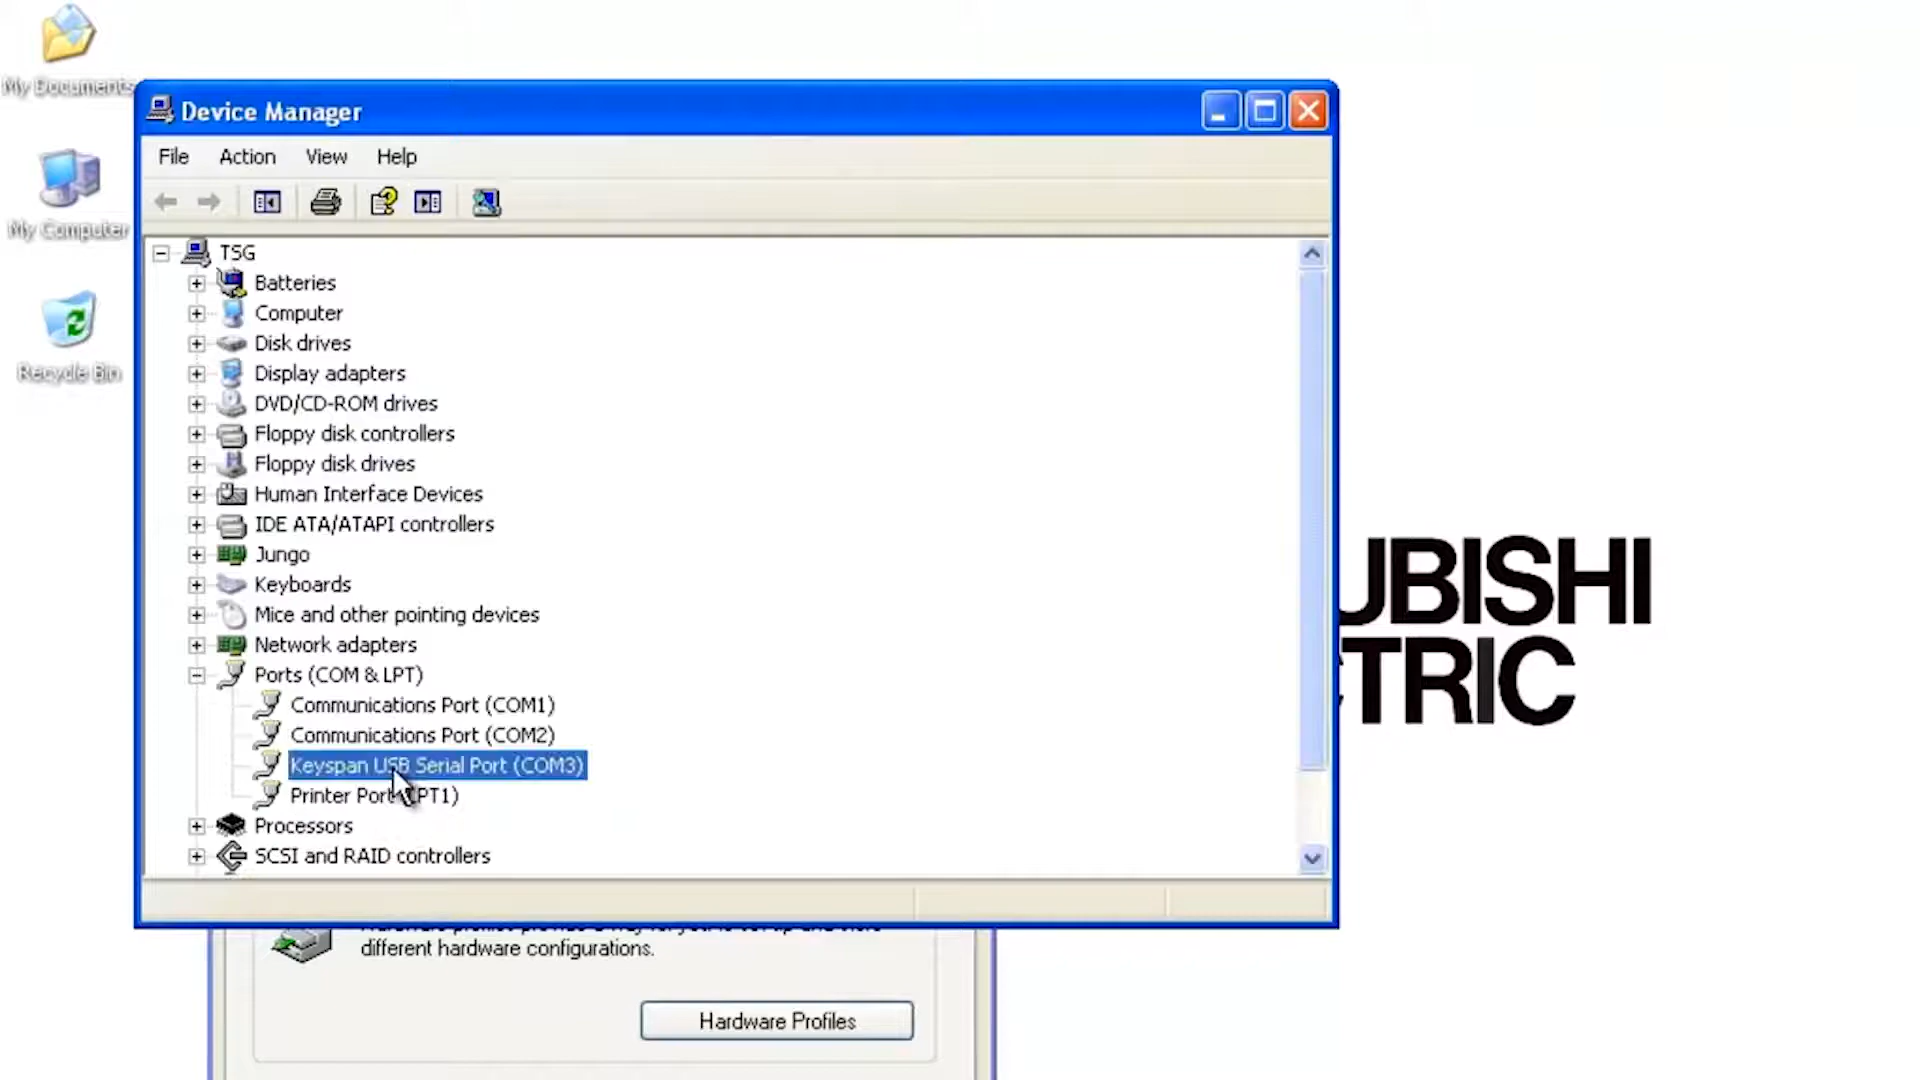 My Documents
My Computer
Recycle Bin
Device Manager
File Action View Help
TSG
Batteries
Computer
Disk drives
Display adapters
DVD/CD-ROM drives
Floppy disk controllers
Floppy disk drives
Human Interface Devices
IDE ATA/ATAPI controllers
Jungo
Keyboards
Mice and other pointing devices
Network adapters
Ports (COM & LPT)
Communications Port (COM1)
Communications Port (COM2)
Keyspan USB Serial Port (COM3)
Printer Port (LPT1)
Processors
SCSI and RAID controllers
UBISHI
CTRIC
different hardware configurations.
Hardware Profiles